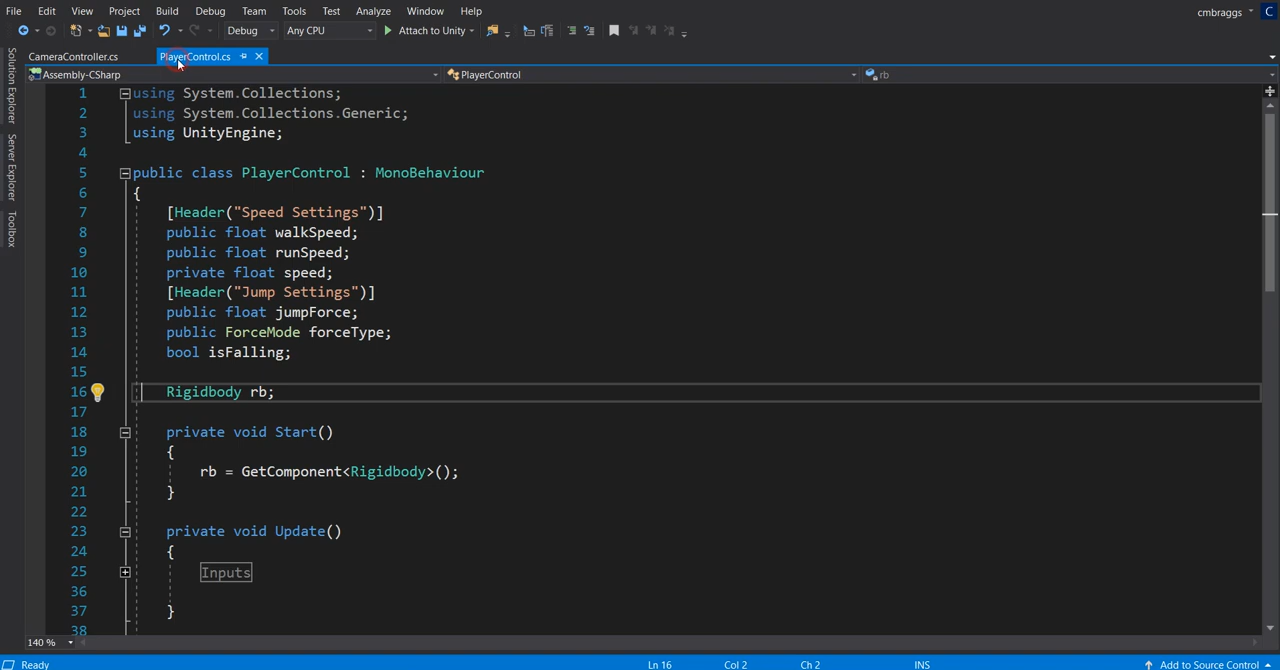 File Edit View Project Build Debug Team Tools Test Analyze Window Help cmbraggs C
Debug Any CPU Attach to Unity
CameraController.cs PlayerControl.cs
Assembly-CSharp PlayerControl rb
Solution Explorer
Server Explorer
Toolbox
1 using System.Collections;
2 using System.Collections.Generic;
3 using UnityEngine;
4
5 public class PlayerControl : MonoBehaviour
6 {
7 [Header("Speed Settings")]
8 public float walkSpeed;
9 public float runSpeed;
10 private float speed;
11 [Header("Jump Settings")]
12 public float jumpForce;
13 public ForceMode forceType;
14 bool isFalling;
15
16 Rigidbody rb;
17
18 private void Start()
19 {
20 rb = GetComponent<Rigidbody>();
21 }
22
23 private void Update()
24 {
25 Inputs
36
37 }
38
140 %
Ready Ln 16 Col 2 Ch 2 INS Add to Source Control